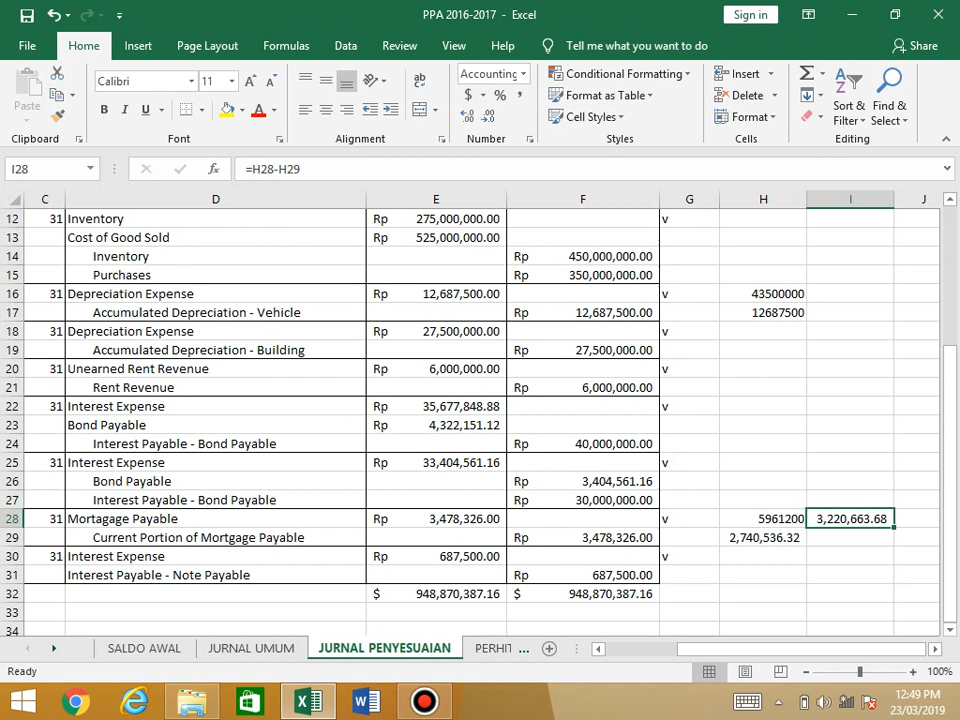 PPA 2016-2017 - Excel
Sign in
File Home Insert Page Layout Formulas Data Review View Help Tell me what you want to do Share
Paste Calibri 11 A A ab Accounting Conditional Formatting Insert Σ A Z
B I U A $ % , Format as Table Delete Sort & Find &
Cell Styles Format Filter Select
Clipboard Font Alignment Number Styles Cells Editing
I28 fx =H28-H29
C D E F G H I J
12 31 Inventory Rp 275,000,000.00 v
13 Cost of Good Sold Rp 525,000,000.00
14 Inventory Rp 450,000,000.00
15 Purchases Rp 350,000,000.00
16 31 Depreciation Expense Rp 12,687,500.00 v 43500000
17 Accumulated Depreciation - Vehicle Rp 12,687,500.00 12687500
18 31 Depreciation Expense Rp 27,500,000.00 v
19 Accumulated Depreciation - Building Rp 27,500,000.00
20 31 Unearned Rent Revenue Rp 6,000,000.00 v
21 Rent Revenue Rp 6,000,000.00
22 31 Interest Expense Rp 35,677,848.88 v
23 Bond Payable Rp 4,322,151.12
24 Interest Payable - Bond Payable Rp 40,000,000.00
25 31 Interest Expense Rp 33,404,561.16 v
26 Bond Payable Rp 3,404,561.16
27 Interest Payable - Bond Payable Rp 30,000,000.00
28 31 Mortagage Payable Rp 3,478,326.00 v 5961200 3,220,663.68
29 Current Portion of Mortgage Payable Rp 3,478,326.00 2,740,536.32
30 31 Interest Expense Rp 687,500.00 v
31 Interest Payable - Note Payable Rp 687,500.00
32 $ 948,870,387.16 $ 948,870,387.16
33
34
SALDO AWAL JURNAL UMUM JURNAL PENYESUAIAN PERHIT ...
Ready 100%
12:49 PM
23/03/2019